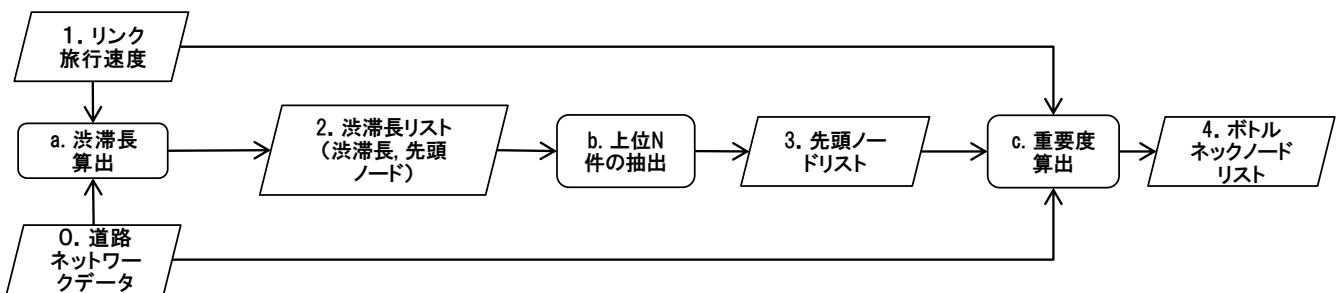 1. リンク
旅行速度
a. 渋滞長
算出
2. 渋滞長リスト
(渋滞長, 先頭
ノード)
b. 上位N
件の抽出
3. 先頭ノー
ドリスト
c. 重要度
算出
4. ボトル
ネックノード
リスト
0. 道路
ネットワー
クデータ